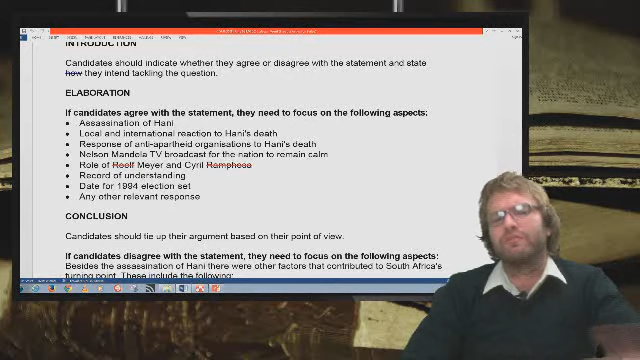 INTRODUCTION
Candidates should indicate whether they agree or disagree with the statement and state
how they intend tackling the question.
ELABORATION
If candidates agree with the statement, they need to focus on the following aspects:
• Assassination of Hani
• Local and international reaction to Hani's death
• Response of anti-apartheid organisations to Hani's death
• Nelson Mandela TV broadcast for the nation to remain calm
• Role of Roelf Meyer and Cyril Ramphosa
• Record of understanding
• Date for 1994 election set
• Any other relevant response
CONCLUSION
Candidates should tie up their argument based on their point of view.
If candidates disagree with the statement, they need to focus on the following aspects:
Besides the assassination of Hani there were other factors that contributed to South Africa's
turning point. These include the following: